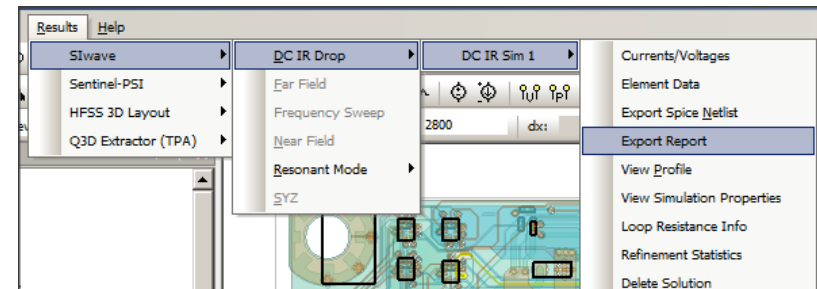 Results Help
SIwave
Sentinel-PSI
HFSS 3D Layout
Q3D Extractor (TPA)
DC IR Drop
Far Field
Frequency Sweep
Near Field
Resonant Mode
SYZ
DC IR Sim 1
2800 dx:
Currents/Voltages
Element Data
Export Spice Netlist
Export Report
View Profile
View Simulation Properties
Loop Resistance Info
Refinement Statistics
Delete Solution